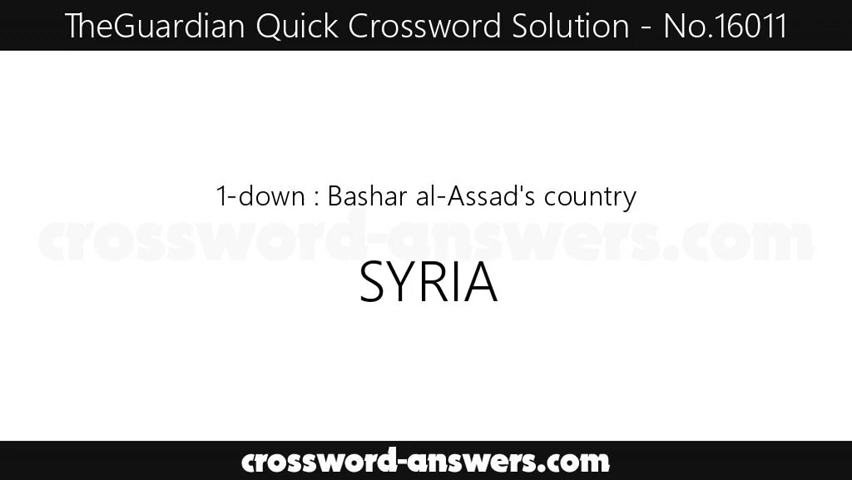 TheGuardian Quick Crossword Solution - No.16011
1-down : Bashar al-Assad's country
crossword-answers.com
SYRIA
crossword-answers.com